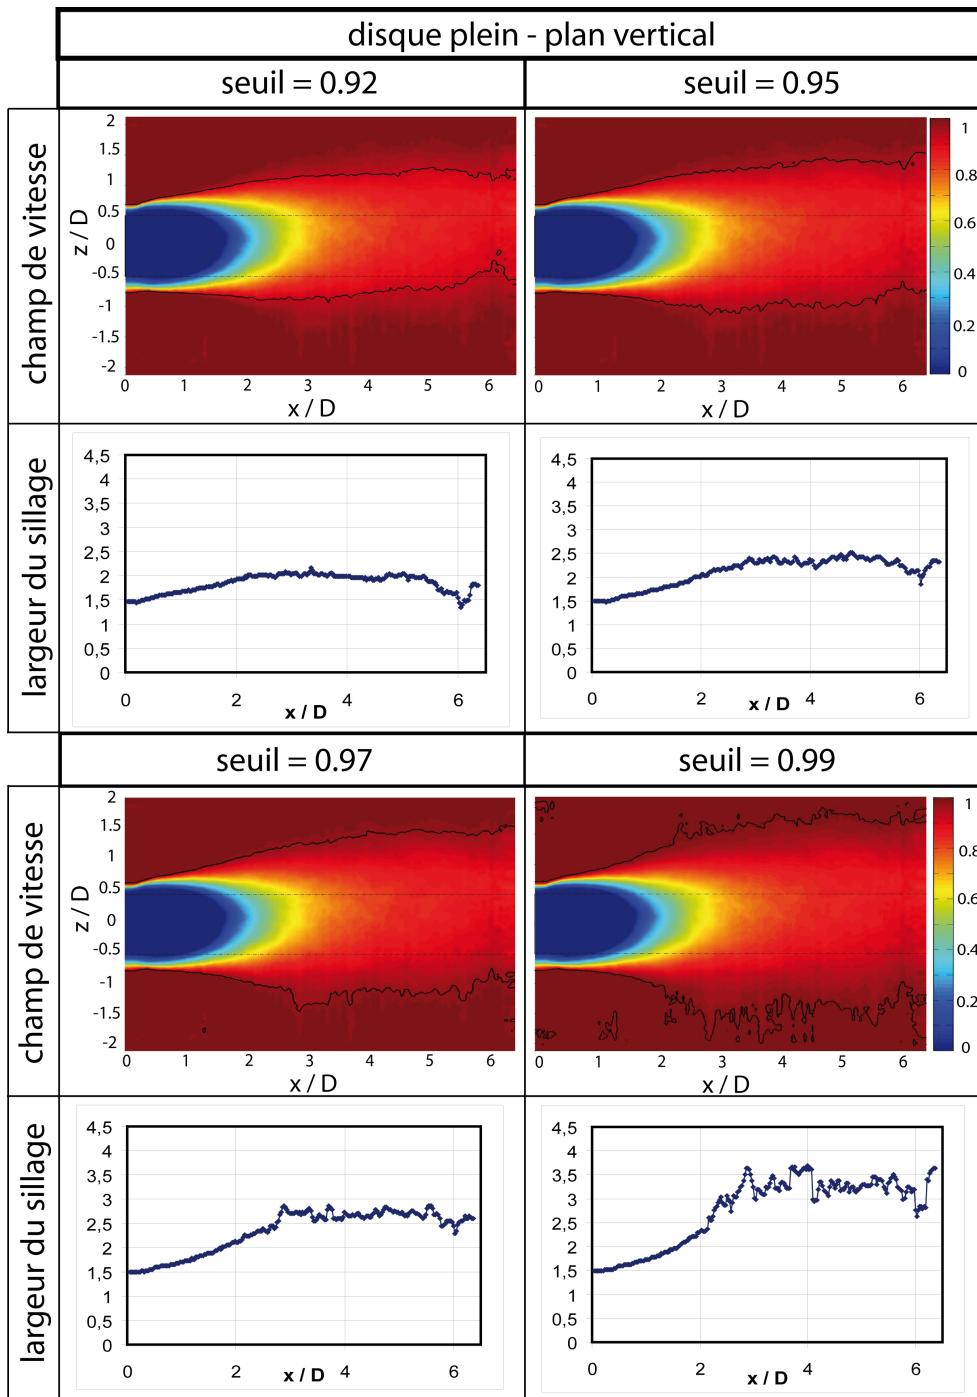 disque plein - plan vertical
seuil = 0.92
seuil = 0.95
champ de vitesse
z / D
2
1.5
1
0.5
0
-0.5
-1
-1.5
-2
0 1 2 3 4 5 6
x / D
0 1 2 3 4 5 6
x / D
1
0.8
0.6
0.4
0.2
0
largeur du sillage
4,5
4
3,5
3
2,5
2
1,5
1
0,5
0
0 2 4 6
x / D
4,5
4
3,5
3
2,5
2
1,5
1
0,5
0
0 2 4 6
x / D
seuil = 0.97
seuil = 0.99
champ de vitesse
z / D
2
1.5
1
0.5
0
-0.5
-1
-1.5
-2
0 1 2 3 4 5 6
x / D
0 1 2 3 4 5 6
x / D
1
0.8
0.6
0.4
0.2
0
largeur du sillage
4,5
4
3,5
3
2,5
2
1,5
1
0,5
0
0 2 4 6
x / D
4,5
4
3,5
3
2,5
2
1,5
1
0,5
0
0 2 4 6
x / D